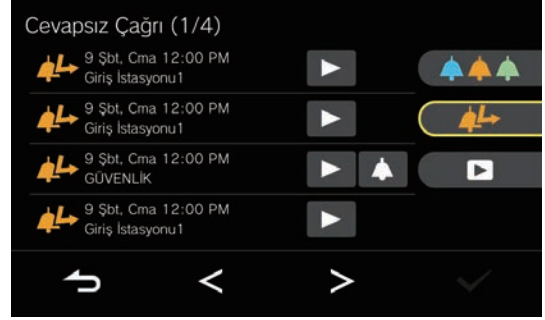 Cevapsız Çağrı (1/4)
9 Şbt, Cma 12:00 PM
Giriş İstasyonu1
9 Şbt, Cma 12:00 PM
Giriş İstasyonu1
9 Şbt, Cma 12:00 PM
GÜVENLİK
9 Şbt, Cma 12:00 PM
Giriş İstasyonu1